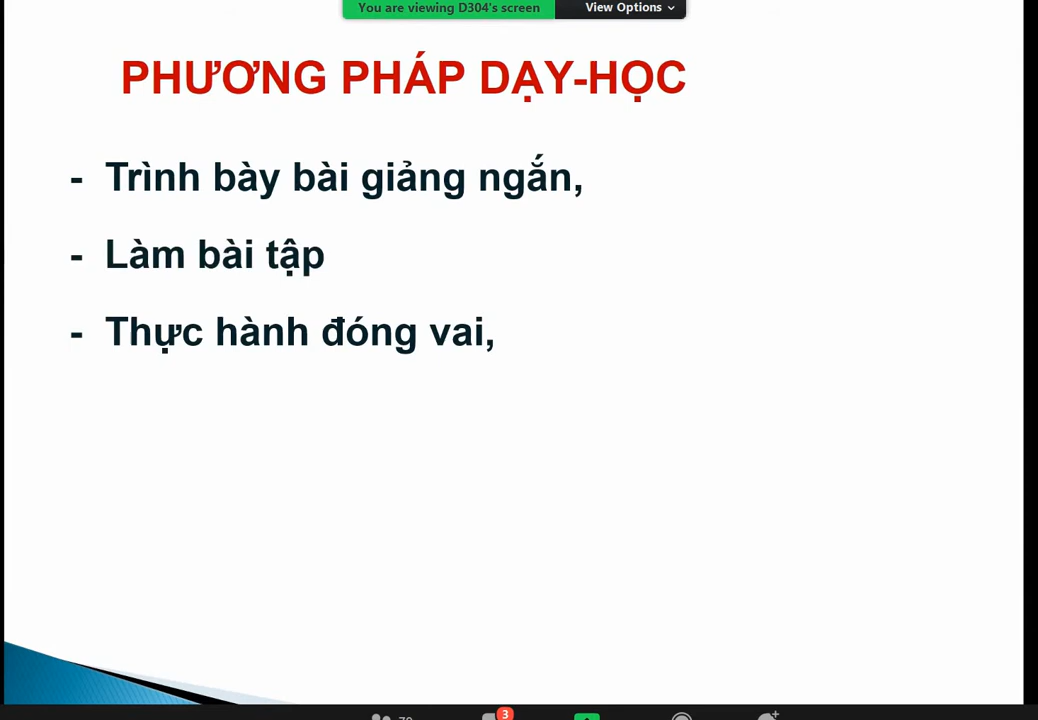 You are viewing D304's screen View Options
PHƯƠNG PHÁP DẠY-HỌC
- Trình bày bài giảng ngắn,
- Làm bài tập
- Thực hành đóng vai,
3